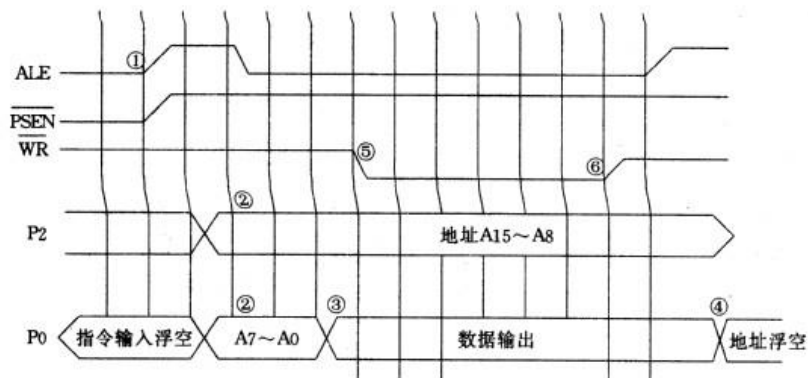 ALE ①
PSEN
WR ⑤ ⑥
P2 ② 地址A15～A8
P0 指令输入浮空 ② A7～A0 ③ 数据输出 ④ 地址浮空